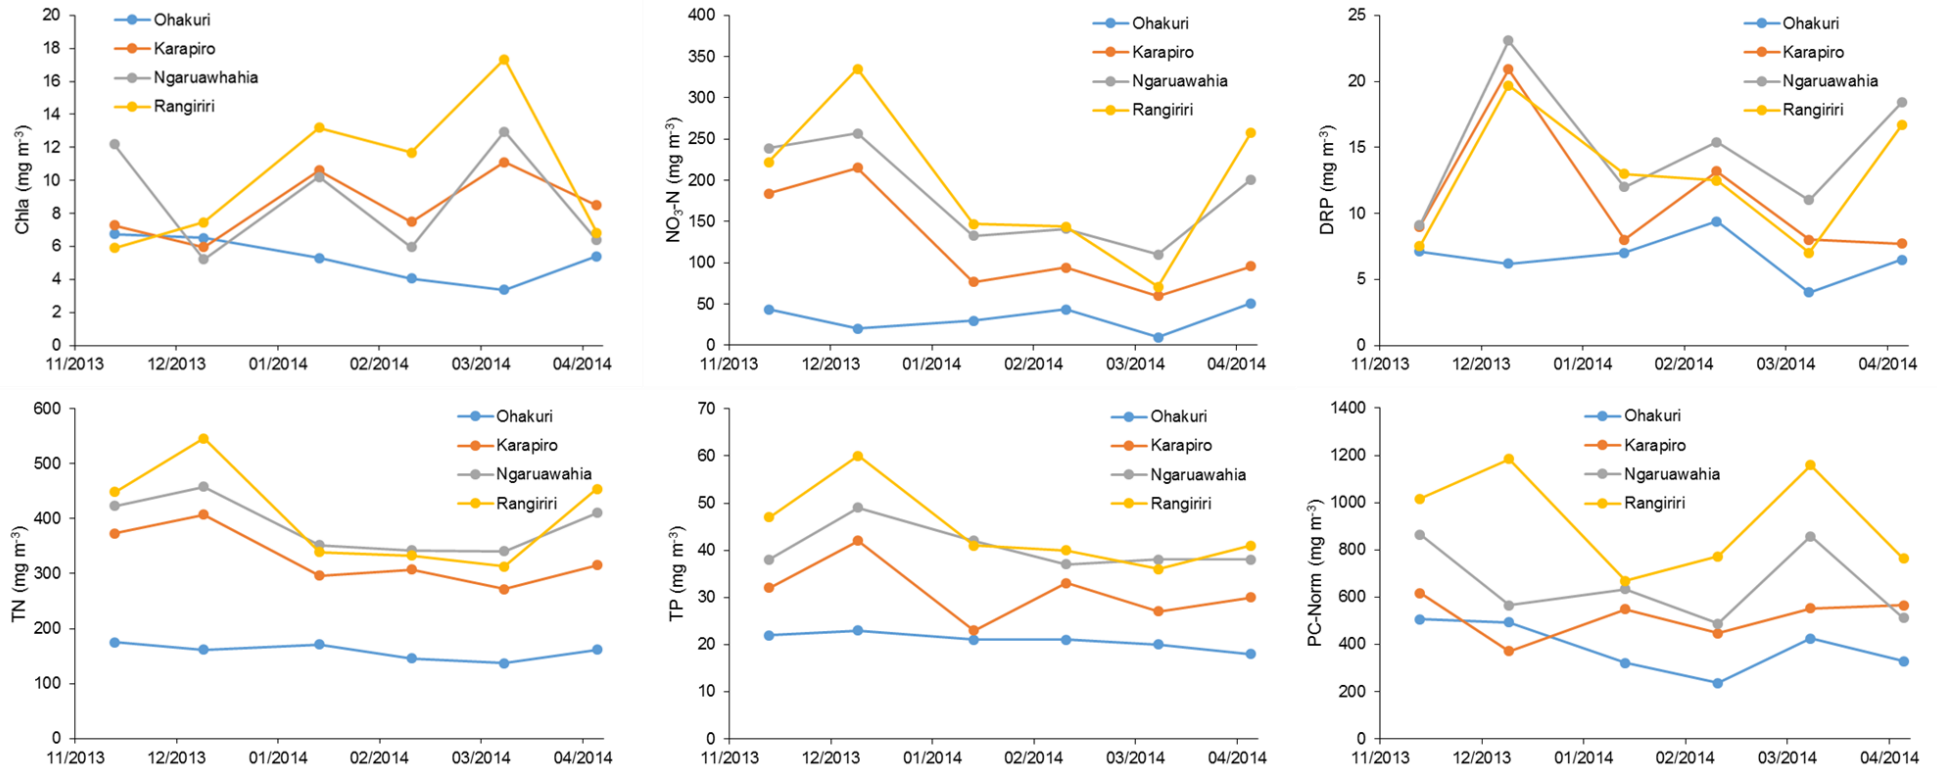 Chla (mg m-3)
20
18
16
14
12
10
8
6
4
2
0
11/2013 12/2013 01/2014 02/2014 03/2014 04/2014
Ohakuri
Karapiro
Ngaruawhahia
Rangiriri
NO3-N (mg m-3)
400
350
300
250
200
150
100
50
0
11/2013 12/2013 01/2014 02/2014 03/2014 04/2014
Ohakuri
Karapiro
Ngaruawahia
Rangiriri
DRP (mg m-3)
25
20
15
10
5
0
11/2013 12/2013 01/2014 02/2014 03/2014 04/2014
Ohakuri
Karapiro
Ngaruawahia
Rangiriri
TN (mg m-3)
600
500
400
300
200
100
0
11/2013 12/2013 01/2014 02/2014 03/2014 04/2014
Ohakuri
Karapiro
Ngaruawahia
Rangiriri
TP (mg m-3)
70
60
50
40
30
20
10
0
11/2013 12/2013 01/2014 02/2014 03/2014 04/2014
Ohakuri
Karapiro
Ngaruawahia
Rangiriri
PC-Norm (mg m-3)
1400
1200
1000
800
600
400
200
0
11/2013 12/2013 01/2014 02/2014 03/2014 04/2014
Ohakuri
Karapiro
Ngaruawahia
Rangiriri